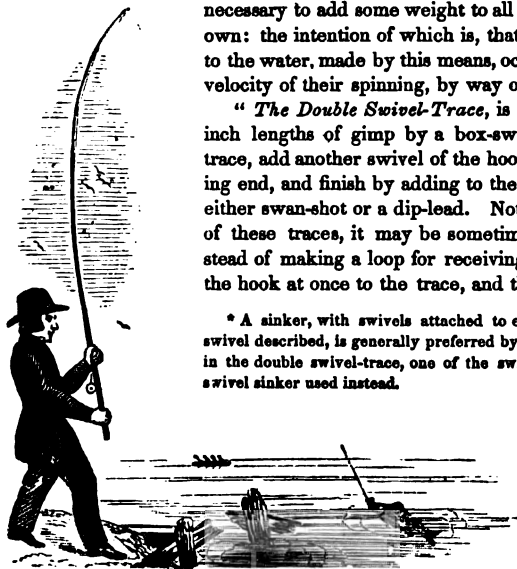 necessary to add some weight to all
own: the intention of which is, that
to the water, made by this means, oc
velocity of their spinning, by way o
“ The Double Swivel-Trace, is
inch lengths of gimp by a box-sw
trace, add another swivel of the hoo
ing end, and finish by adding to the
either swan-shot or a dip-lead. Not
of these traces, it may be sometim
stead of making a loop for receiving
the hook at once to the trace, and t
* A sinker, with swivels attached to e
swivel described, is generally preferred by
in the double swivel-trace, one of the sw
swivel sinker used instead.